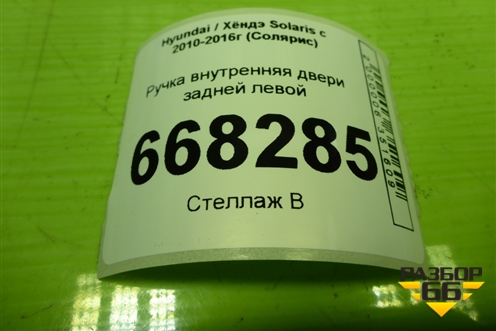 Hyundai / Хёндэ Solaris с
2010-2016г (Солярис)
Ручка внутренняя двери
задней левой
668285
Стеллаж В
РАЗБОР
66